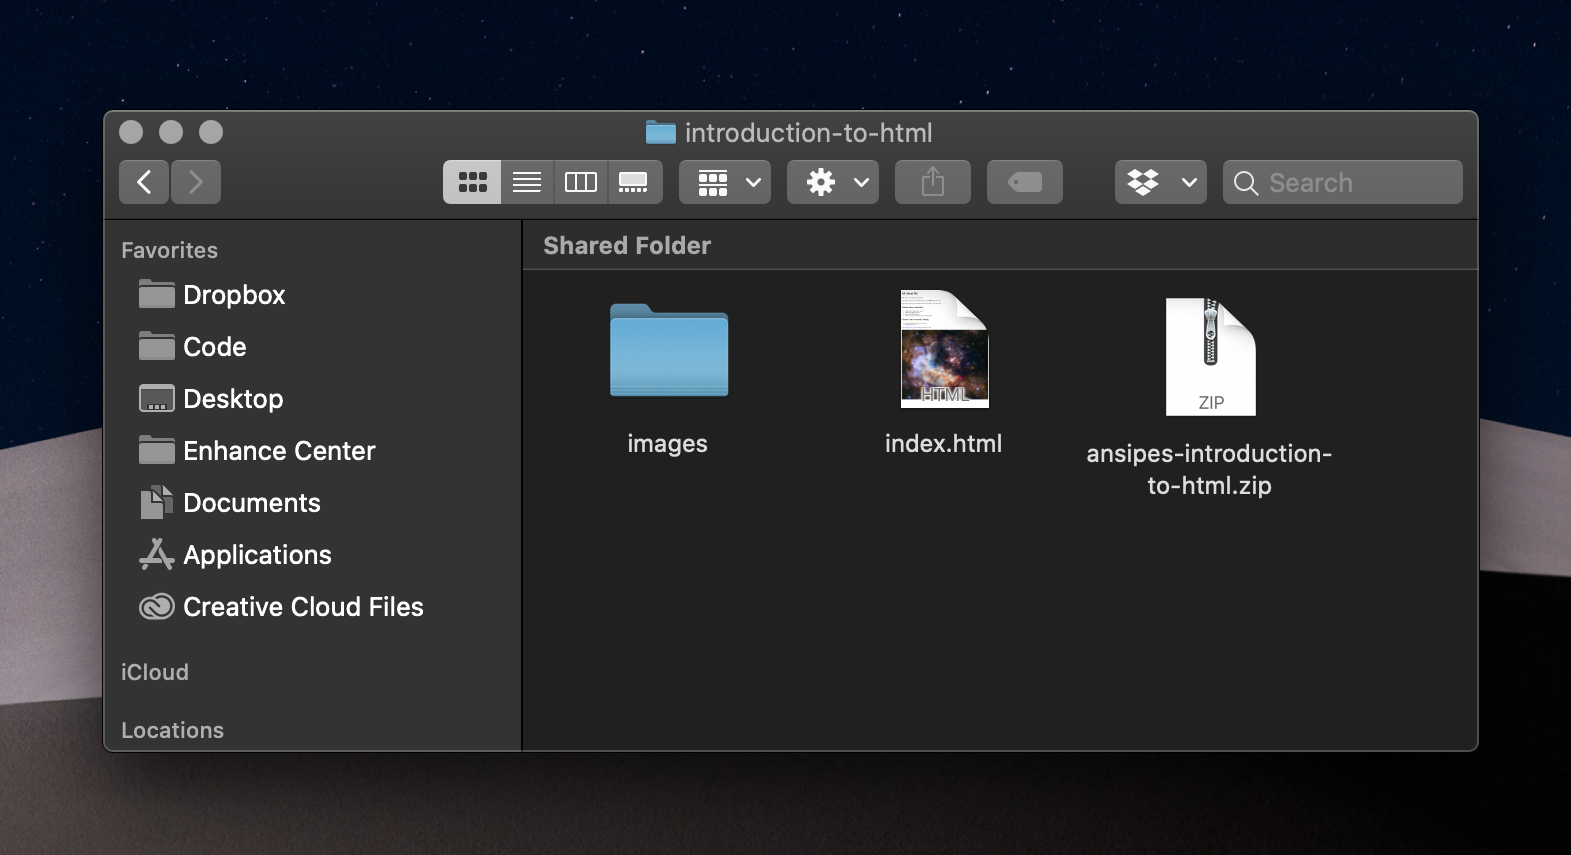 introduction-to-html
Search
Favorites
Dropbox
Code
Desktop
Enhance Center
Documents
Applications
Creative Cloud Files
iCloud
Locations
Shared Folder
images
HTML
index.html
ZIP
ansipes-introduction-
to-html.zip